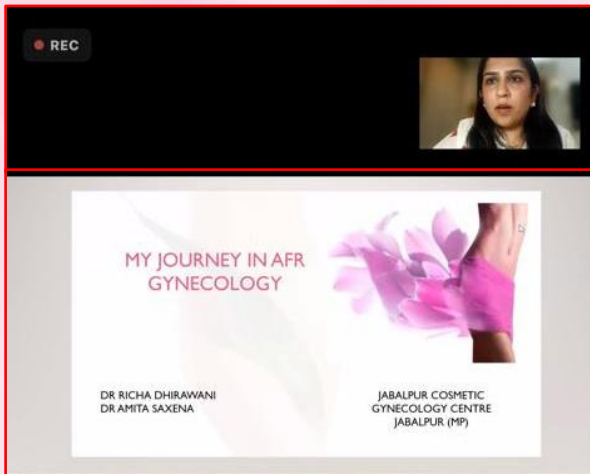 REC
MY JOURNEY IN AFR
GYNECOLOGY
DR RICHA DHIRAWANI
DR AMITA SAXENA
JABALPUR COSMETIC
GYNECOLOGY CENTRE
JABALPUR (MP)